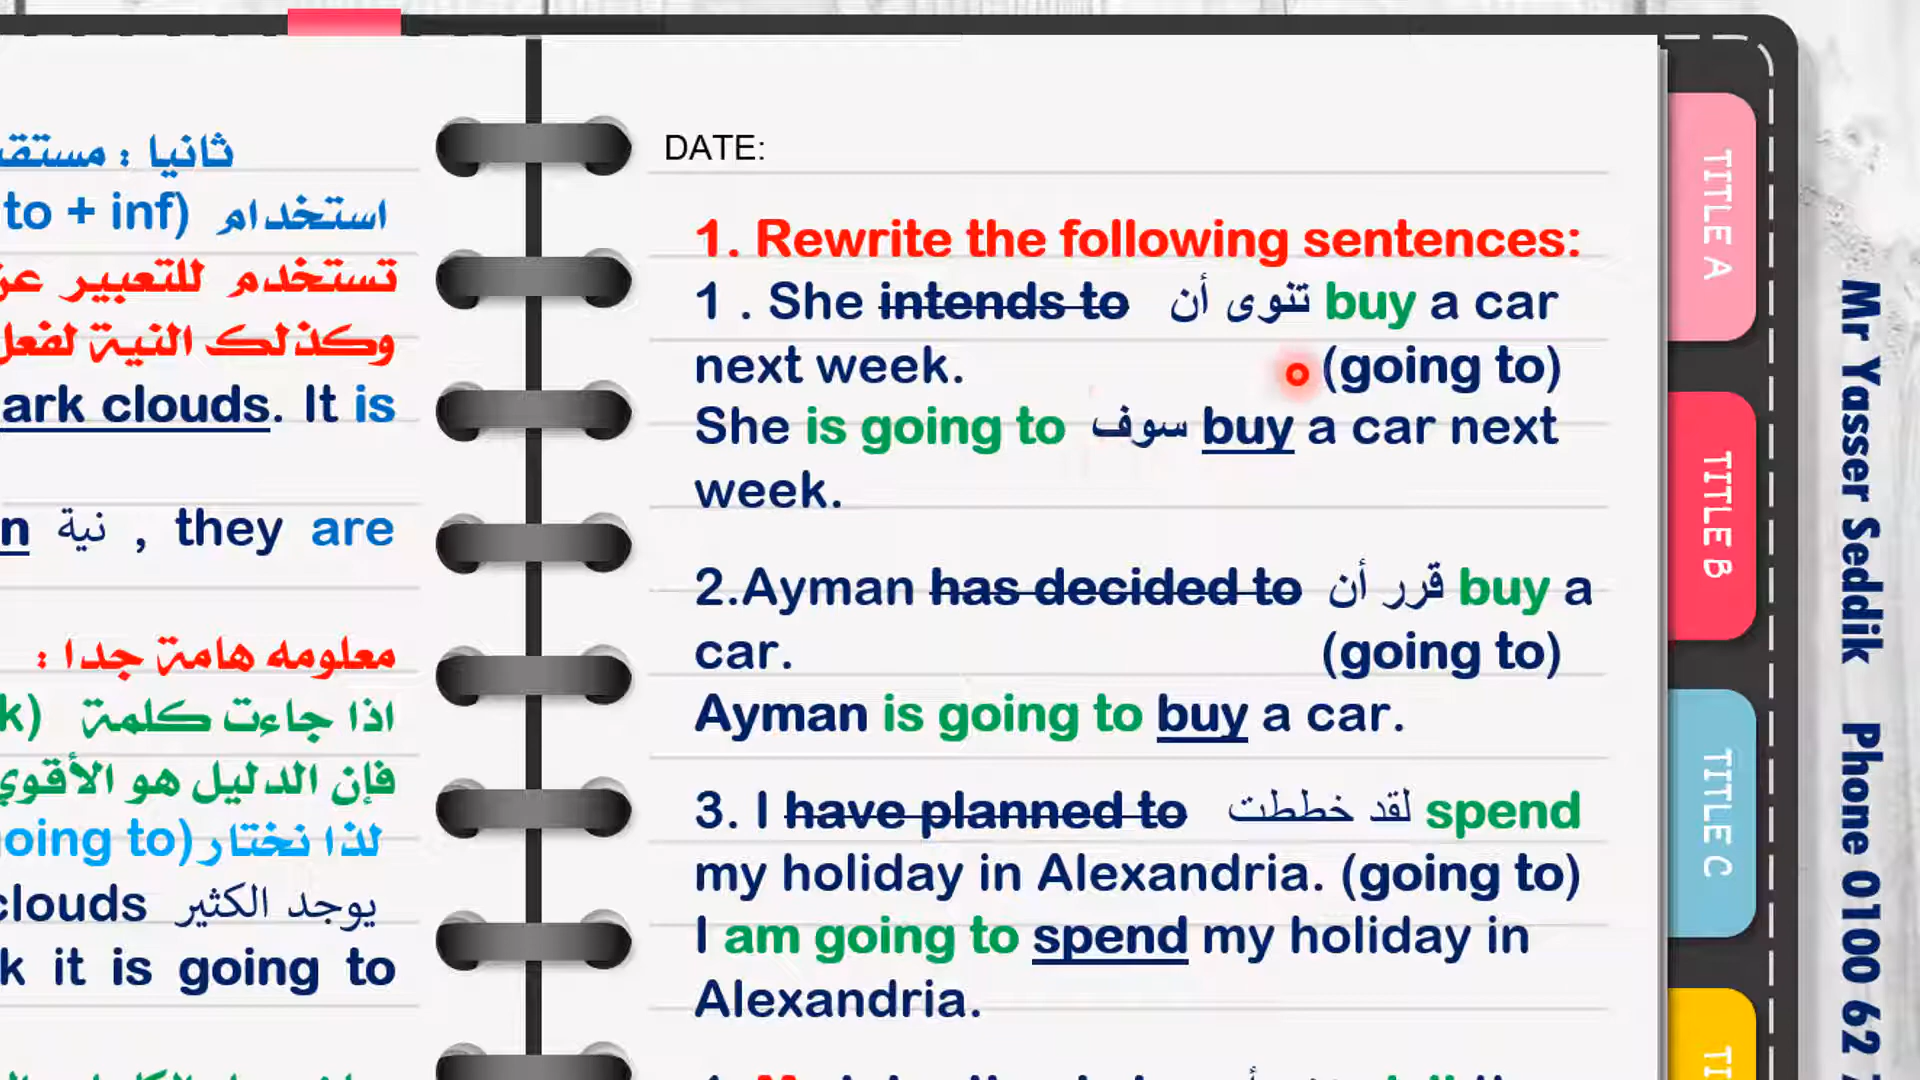 ثانيا :
استخدام (to + inf
تستخدم للتعبير
وكذلك النية لفعل
ark clouds. It is
n نية , they are
معلومه هامة جدا :
اذا جاءت كلمة (k
فإن الدليل هو الأقوي
لذا نختار(oing to
clouds يوجد الكثير
k it is going to
DATE:
1. Rewrite the following sentences:
1 . She intends to تنوى أن buy a car
next week. (going to)
She is going to سوف buy a car next
week.
2.Ayman has decided to قرر أن buy a
car. (going to)
Ayman is going to buy a car.
3. I have planned to لقد خططت spend
my holiday in Alexandria. (going to)
I am going to spend my holiday in
Alexandria.
TITLE A
TITLE B
TITLE C
Mr Yasser Seddik Phone 0100 62